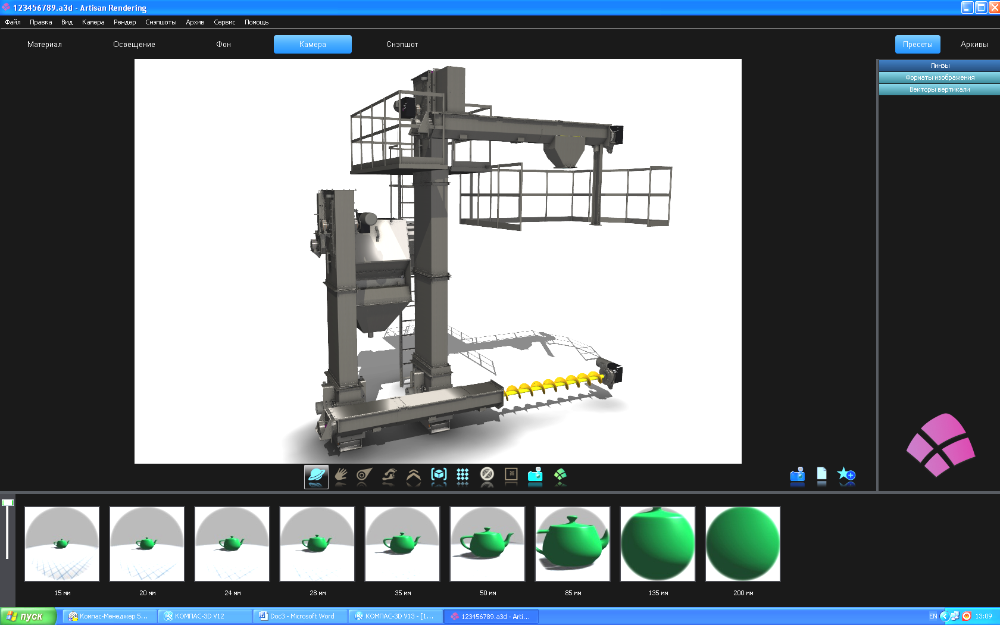 123456789.a3d - Artisan Rendering
Файл Правка Вид Камера Рендер Снэпшоты Архив Сервис Помощь
Материал Освещение Фон Камера Снэпшот Пресеты Архивы
Линзы
Форматы изображения
Векторы вертикали
15 мм 20 мм 24 мм 28 мм 35 мм 50 мм 85 мм 135 мм 200 мм
пуск Компас-Менеджер 5... КОМПАС-3D V12 Doc3 - Microsoft Word КОМПАС-3D V13 - [1... 123456789.a3d - Arti... EN 13:09